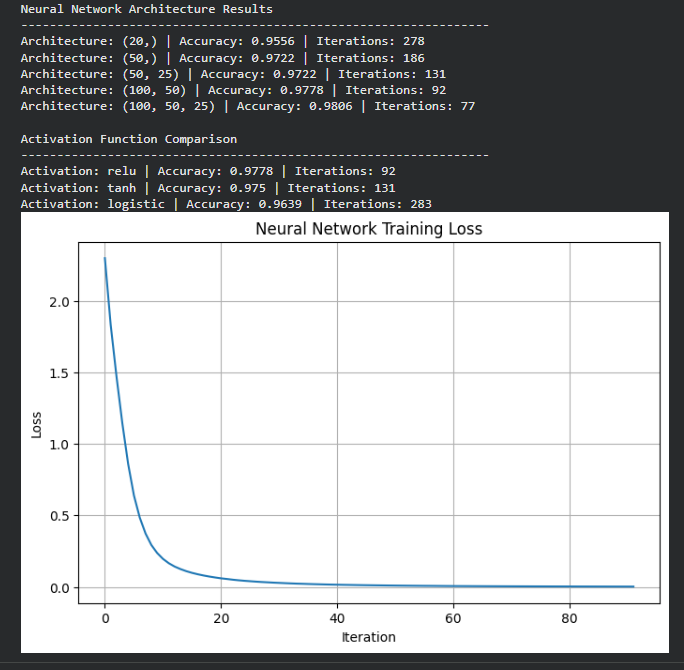 Neural Network Architecture Results
-----------------------------------------------------------------
Architecture: (20,) | Accuracy: 0.9556 | Iterations: 278
Architecture: (50,) | Accuracy: 0.9722 | Iterations: 186
Architecture: (50, 25) | Accuracy: 0.9722 | Iterations: 131
Architecture: (100, 50) | Accuracy: 0.9778 | Iterations: 92
Architecture: (100, 50, 25) | Accuracy: 0.9806 | Iterations: 77
Activation Function Comparison
-----------------------------------------------------------------
Activation: relu | Accuracy: 0.9778 | Iterations: 92
Activation: tanh | Accuracy: 0.975 | Iterations: 131
Activation: logistic | Accuracy: 0.9639 | Iterations: 283
Neural Network Training Loss
2.0
1.5
1.0
0.5
0.0
Loss
0 20 40 60 80
Iteration